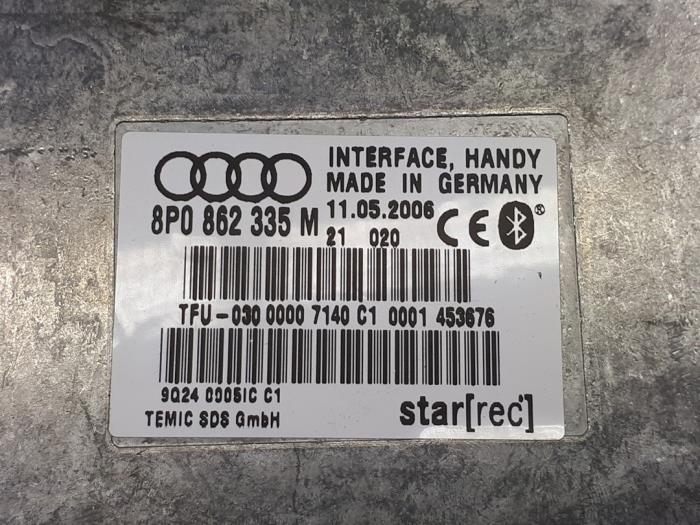 INTERFACE, HANDY
MADE IN GERMANY
8P0 862 335 M 11.05.2006
21 020
CE
TFU-030 0000 7140 C1 0001 453676
9Q24 00051C C1
TEMIC SDS GmbH
star[rec]